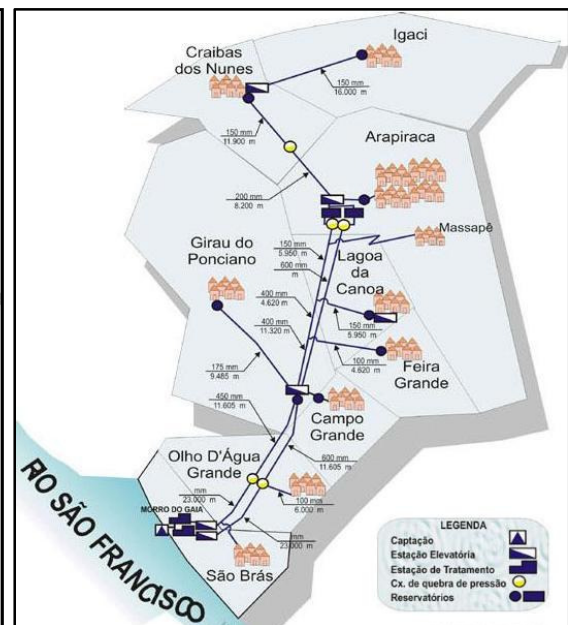 Igaci
Craibas
dos Nunes
150 mm
16.000 m
150 mm
11.900 m
Arapiraca
200 mm
8.200 m
Massapê
Girau do
Ponciano
150 mm
5.950 m
Lagoa
da
Canoa
600 mm
m
400 mm
4.620 m
400 mm
11.320 m
150 mm
5.950 m
100 mm
4.620 m
Feira
Grande
175 mm
9.485 m
450 mm
11.605 m
Campo
Grande
Olho D'Água
Grande
600 mm
11.605 m
mm
23.000 m
100 mos
6.000 m
MORRO DO GAIA
mm
23.000 m
São Brás
RIO SÃO FRANCISCO
LEGENDA
Captação
Estação Elevatória
Estação de Tratamento
Cx. de quebra de pressão
Reservatórios